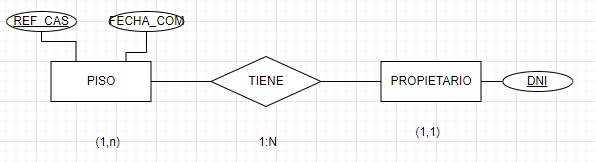 REF_CAS
FECHA_COM
PISO
TIENE
PROPIETARIO
DNI
(1,n)
1:N
(1,1)